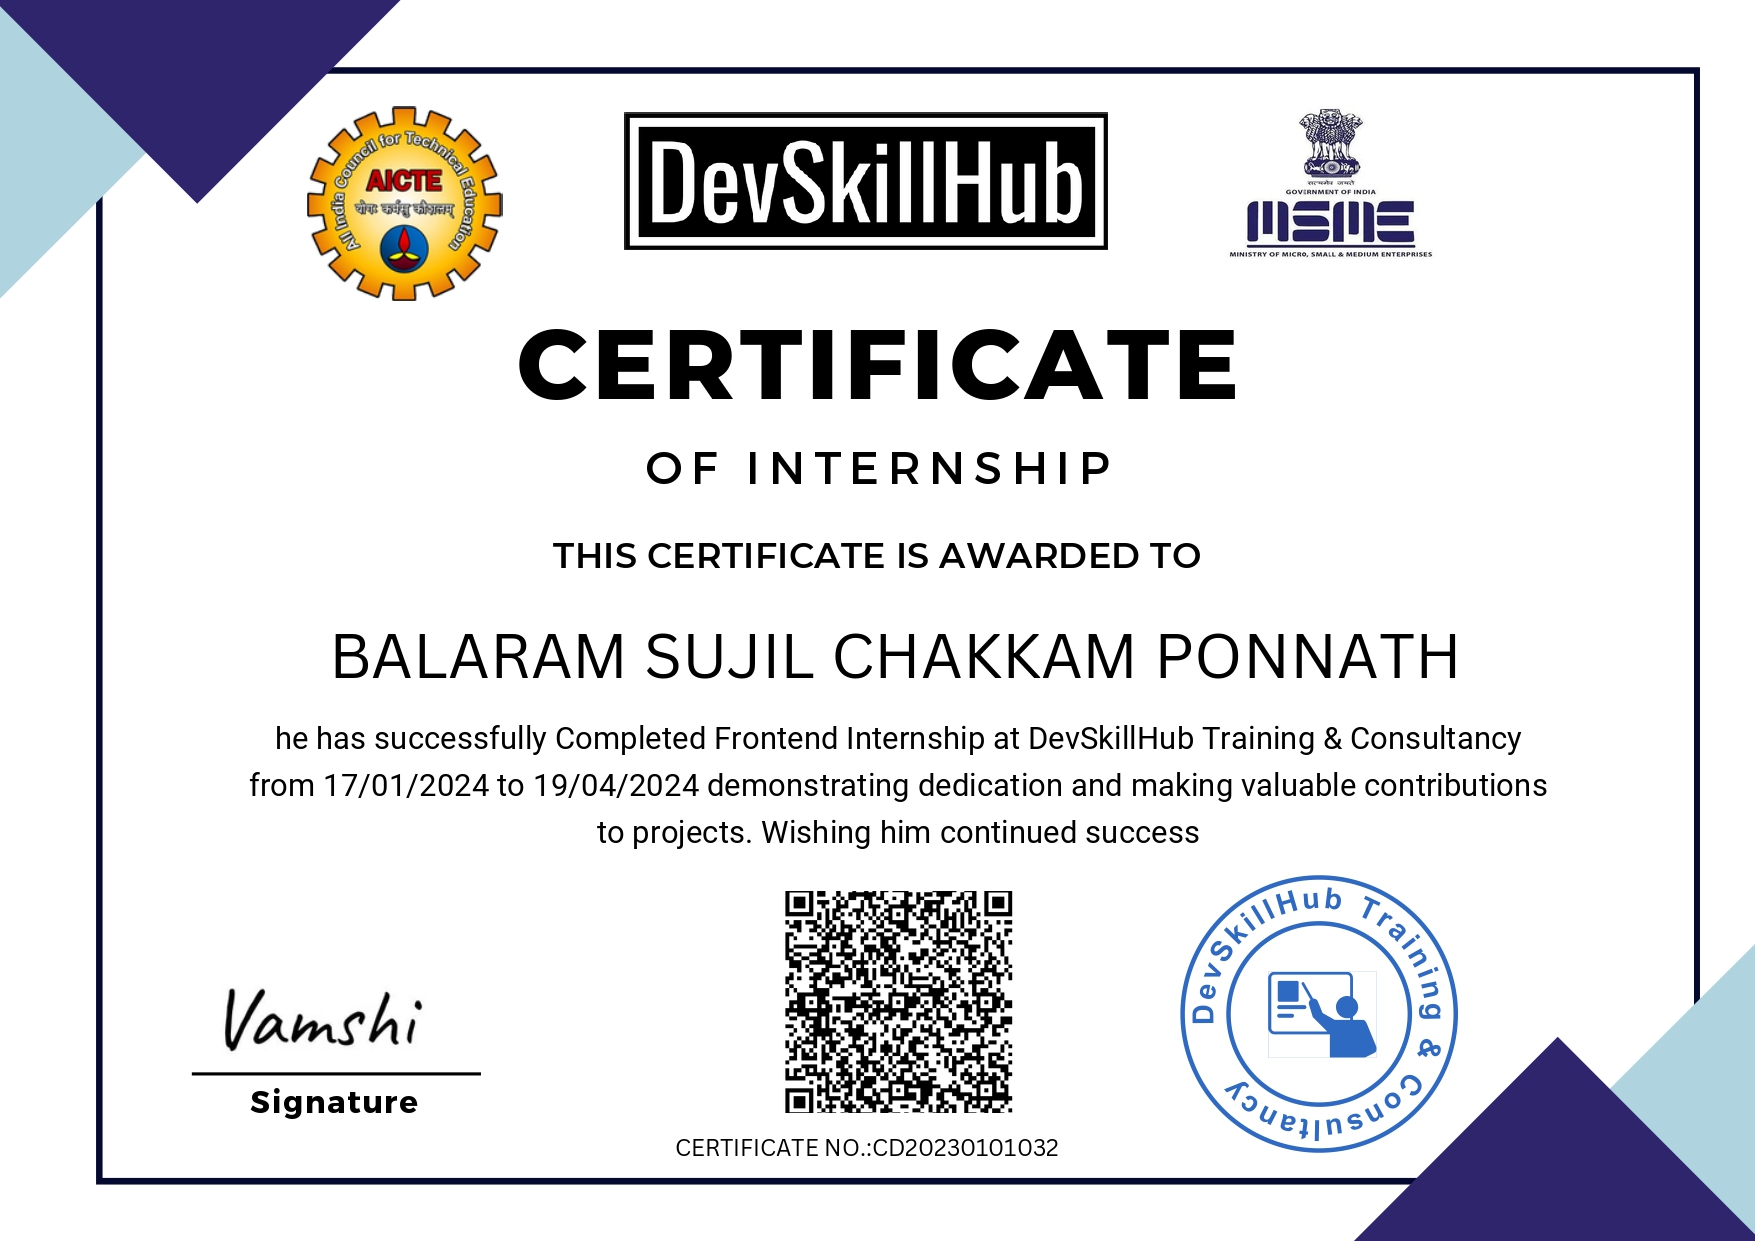 All India Council for Technical Education
AICTE
योगः कर्मसु कौशलम्
DevSkillHub
सत्यमेव जयते
GOVERNMENT OF INDIA
MSME
MINISTRY OF MICRO, SMALL & MEDIUM ENTERPRISES
CERTIFICATE
OF INTERNSHIP
THIS CERTIFICATE IS AWARDED TO
BALARAM SUJIL CHAKKAM PONNATH
he has successfully Completed Frontend Internship at DevSkillHub Training & Consultancy
from 17/01/2024 to 19/04/2024 demonstrating dedication and making valuable contributions
to projects. Wishing him continued success
Vamshi
Signature
CERTIFICATE NO.:CD20230101032
DevSkillHub Training & Consultancy